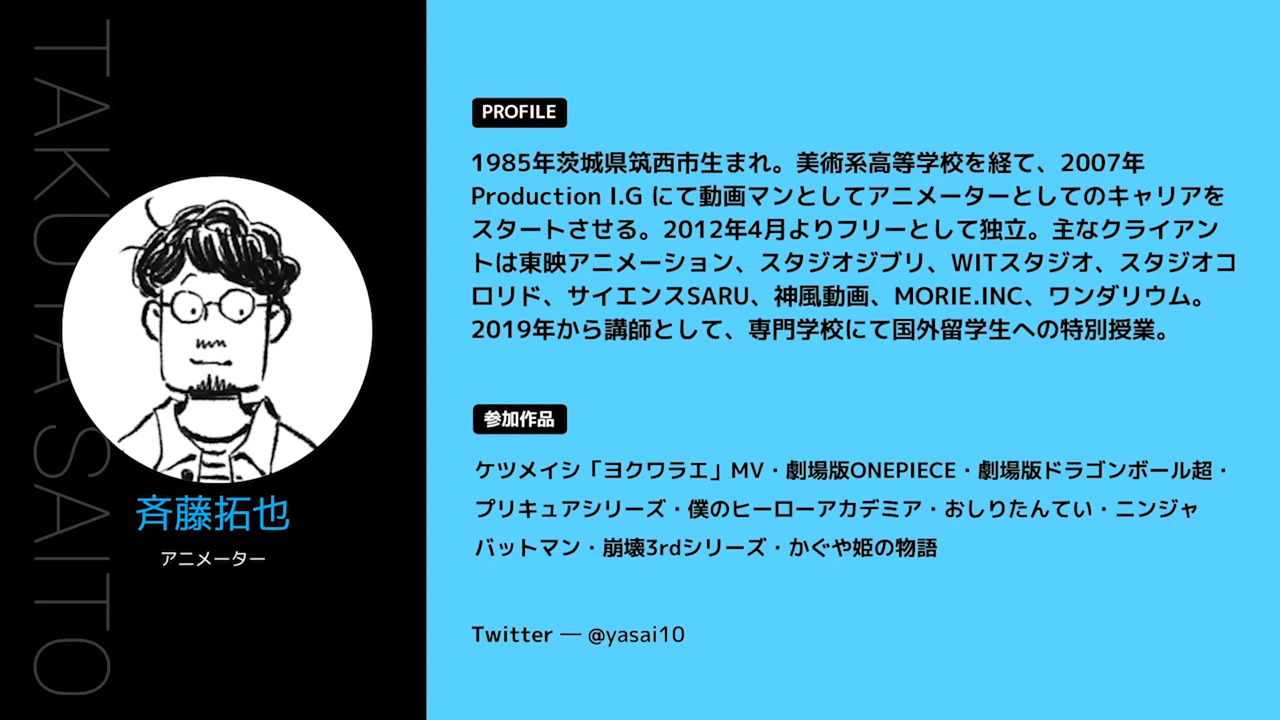 TAKUYA SAITO
斉藤拓也
アニメーター
PROFILE
1985年茨城県筑西市生まれ。美術系高等学校を経て、2007年
Production I.G にて動画マンとしてアニメーターとしてのキャリアを
スタートさせる。2012年4月よりフリーとして独立。主なクライアン
トは東映アニメーション、スタジオジブリ、WITスタジオ、スタジオコ
ロリド、サイエンスSARU、神風動画、MORIE.INC、ワンダリウム。
2019年から講師として、専門学校にて国外留学生への特別授業。
参加作品
ケツメイシ「ヨクワラエ」MV・劇場版ONEPIECE・劇場版ドラゴンボール超・
プリキュアシリーズ・僕のヒーローアカデミア・おしりたんてい・ニンジャ
バットマン・崩壊3rdシリーズ・かぐや姫の物語
Twitter — @yasai10